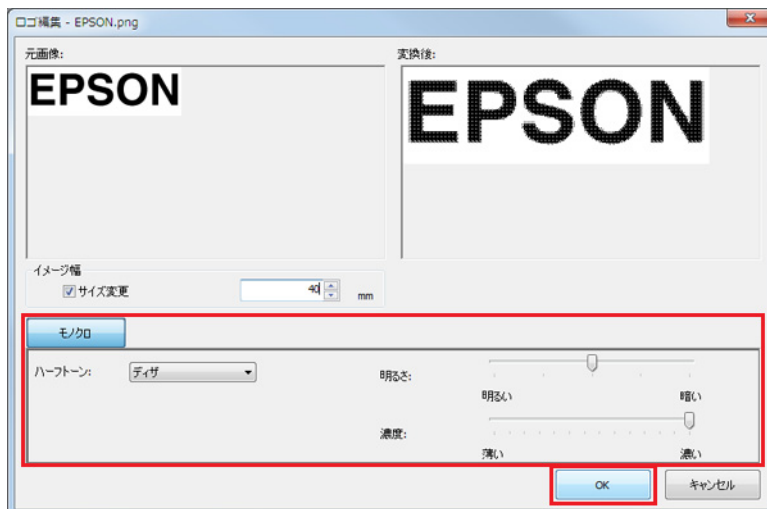 ロゴ編集 - EPSON.png
元画像:
EPSON
変換後:
EPSON
イメージ幅
サイズ変更
40
mm
モノクロ
ハーフトーン:
ディザ
明るさ:
明るい
暗い
濃度:
薄い
濃い
OK
キャンセル